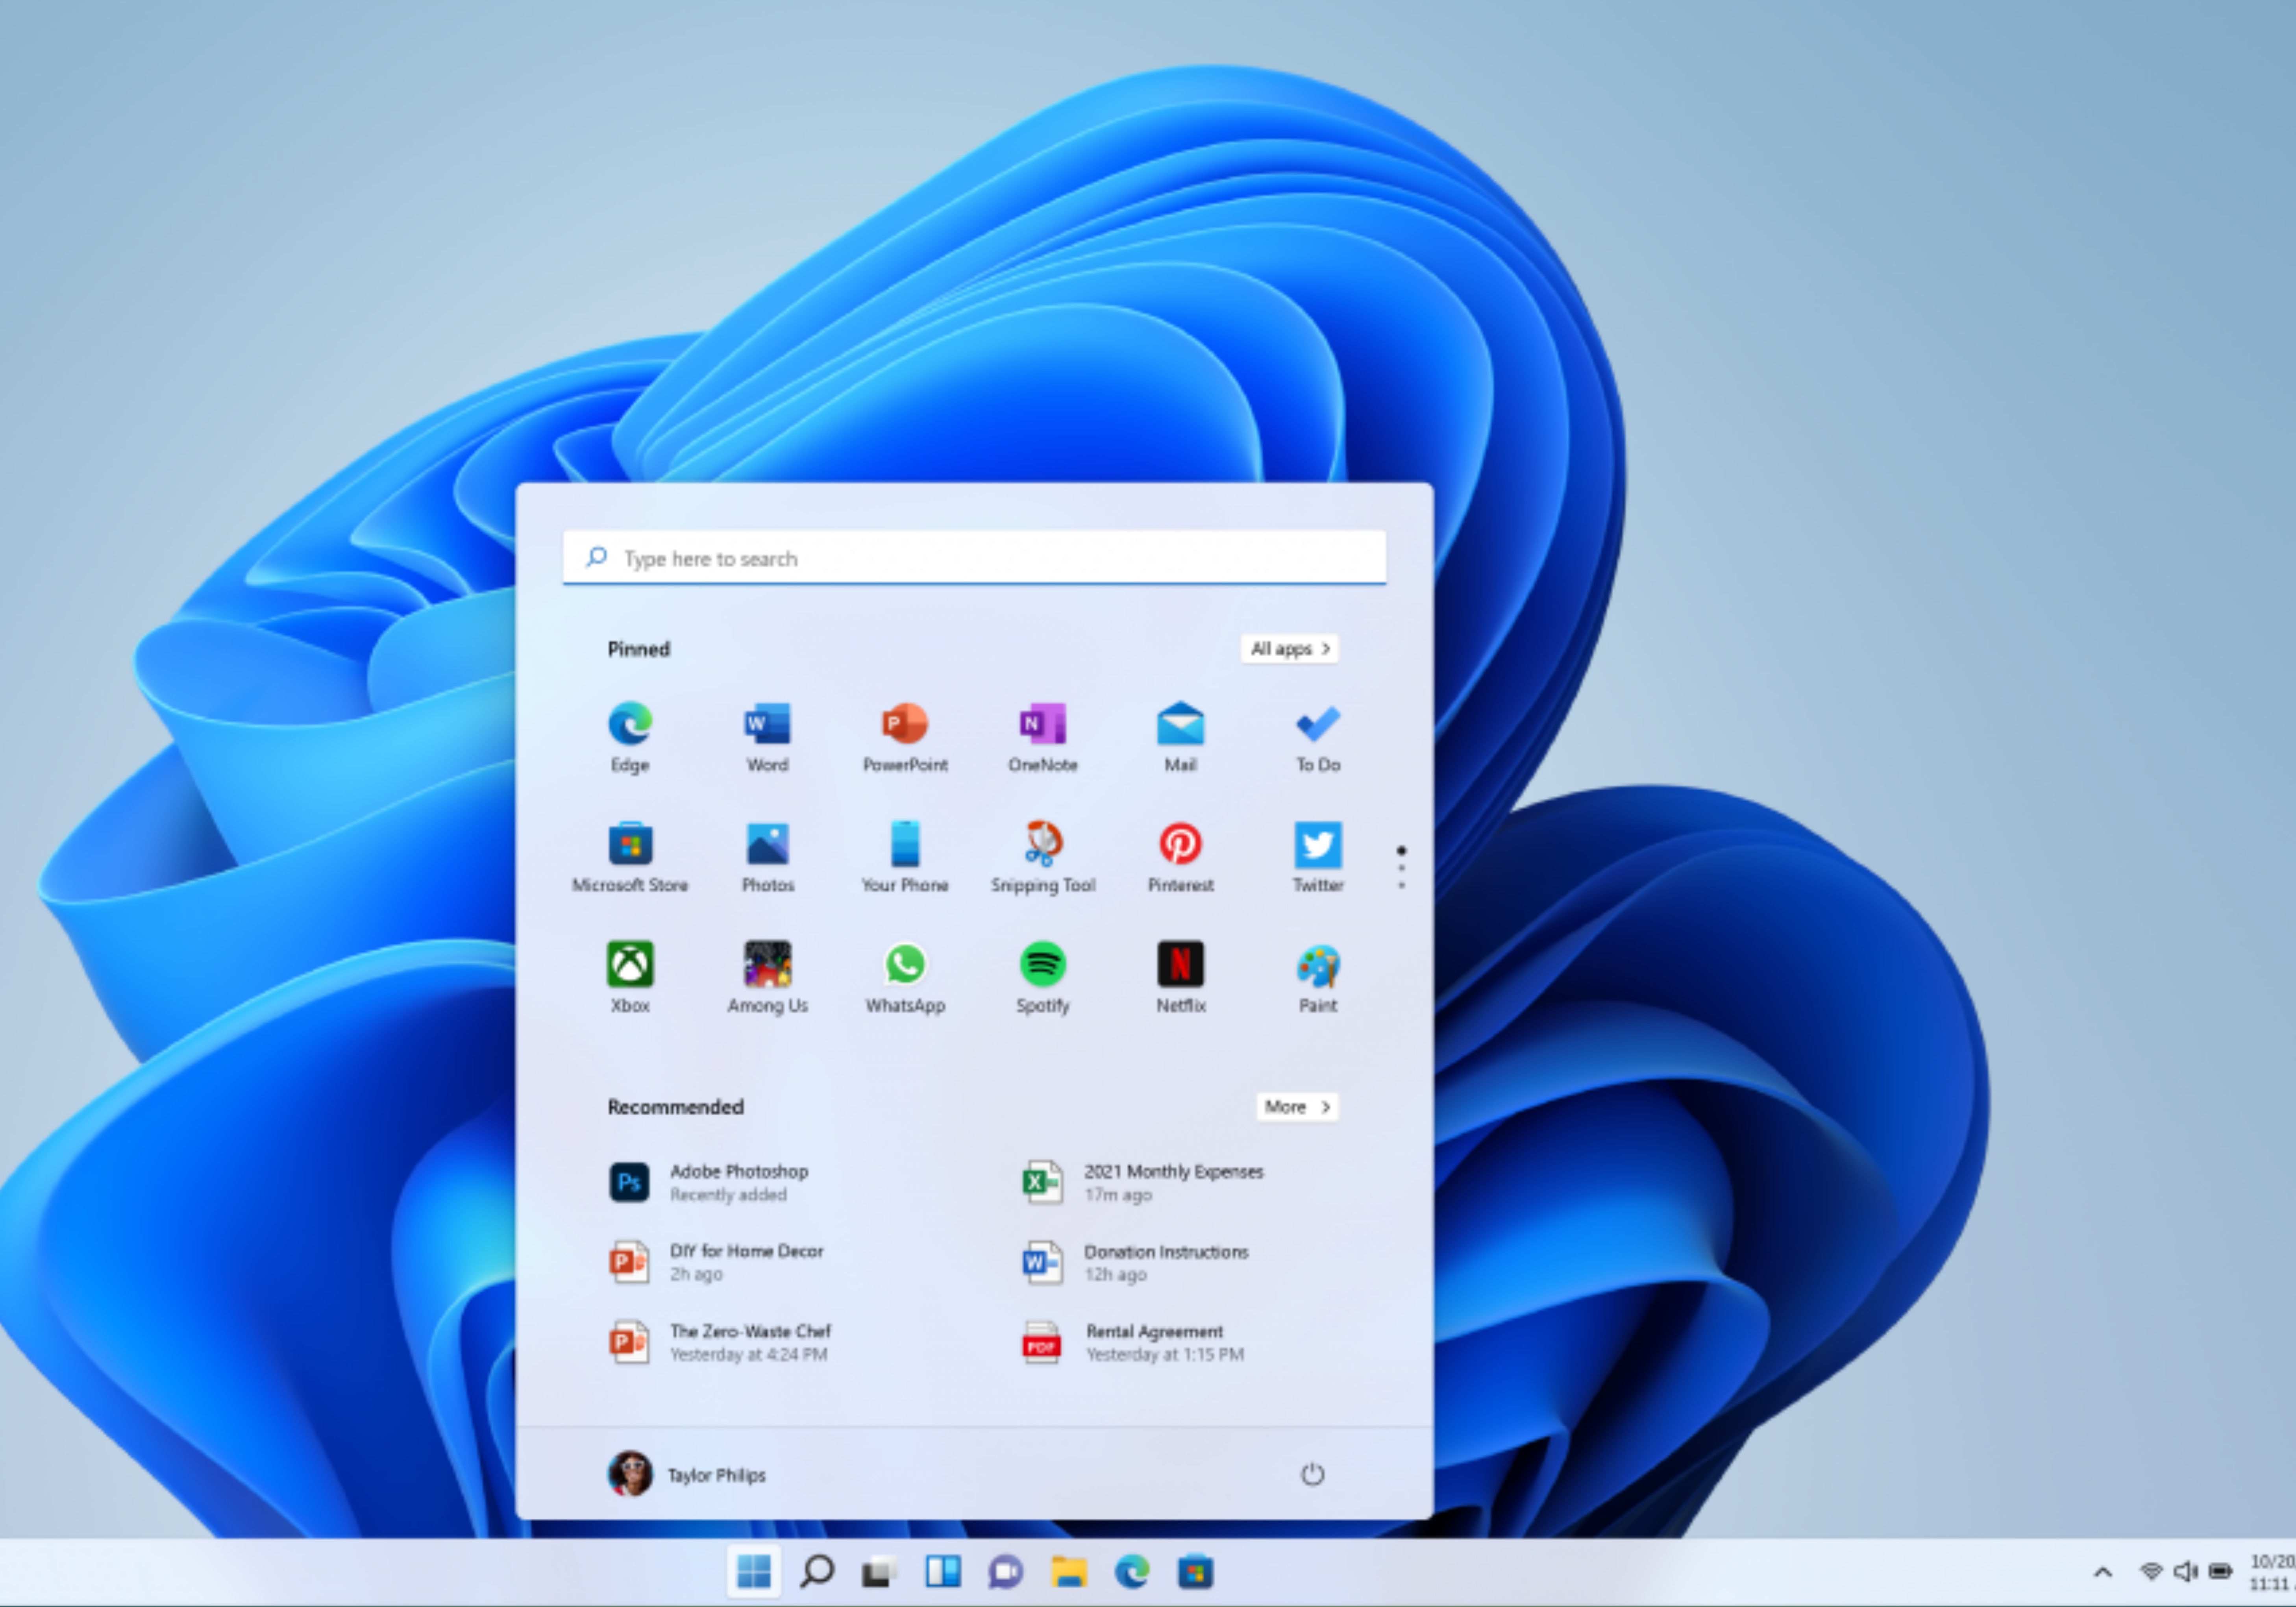 Type here to search
Pinned
All apps >
Edge
Word
PowerPoint
OneNote
Mail
To Do
Microsoft Store
Photos
Your Phone
Snipping Tool
Pinterest
Twitter
Xbox
Among Us
WhatsApp
Spotify
Netflix
Paint
Recommended
More >
Ps
Adobe Photoshop
Recently added
2021 Monthly Expenses
17m ago
DIY for Home Decor
2h ago
Donation Instructions
12h ago
The Zero-Waste Chef
Yesterday at 4:24 PM
PDF
Rental Agreement
Yesterday at 1:15 PM
Taylor Philips
10/20
11:11